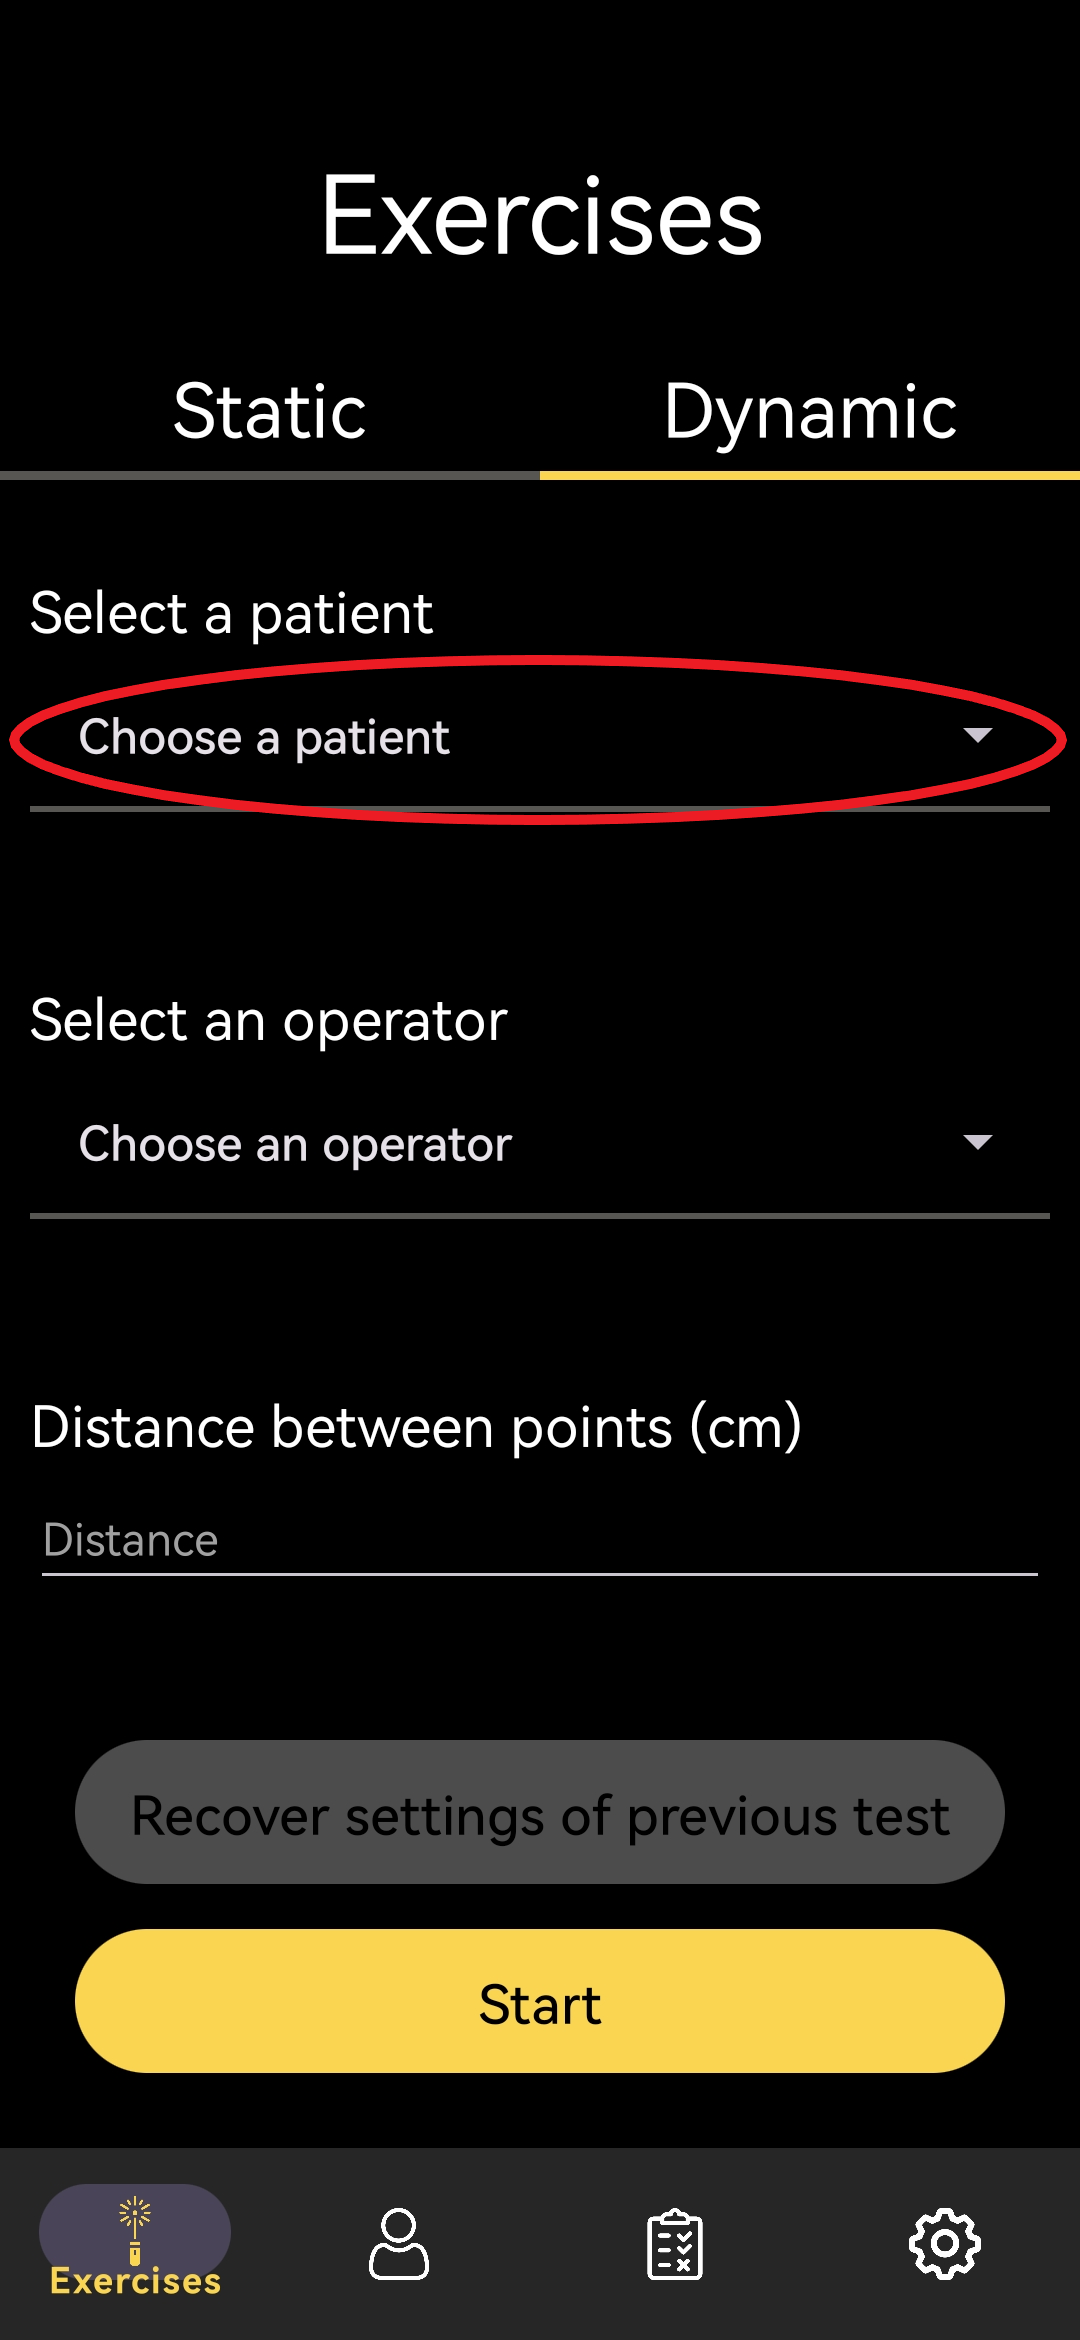 Exercises
Static Dynamic
Select a patient
Choose a patient
Select an operator
Choose an operator
Distance between points (cm)
Distance
Recover settings of previous test
Start
Exercises